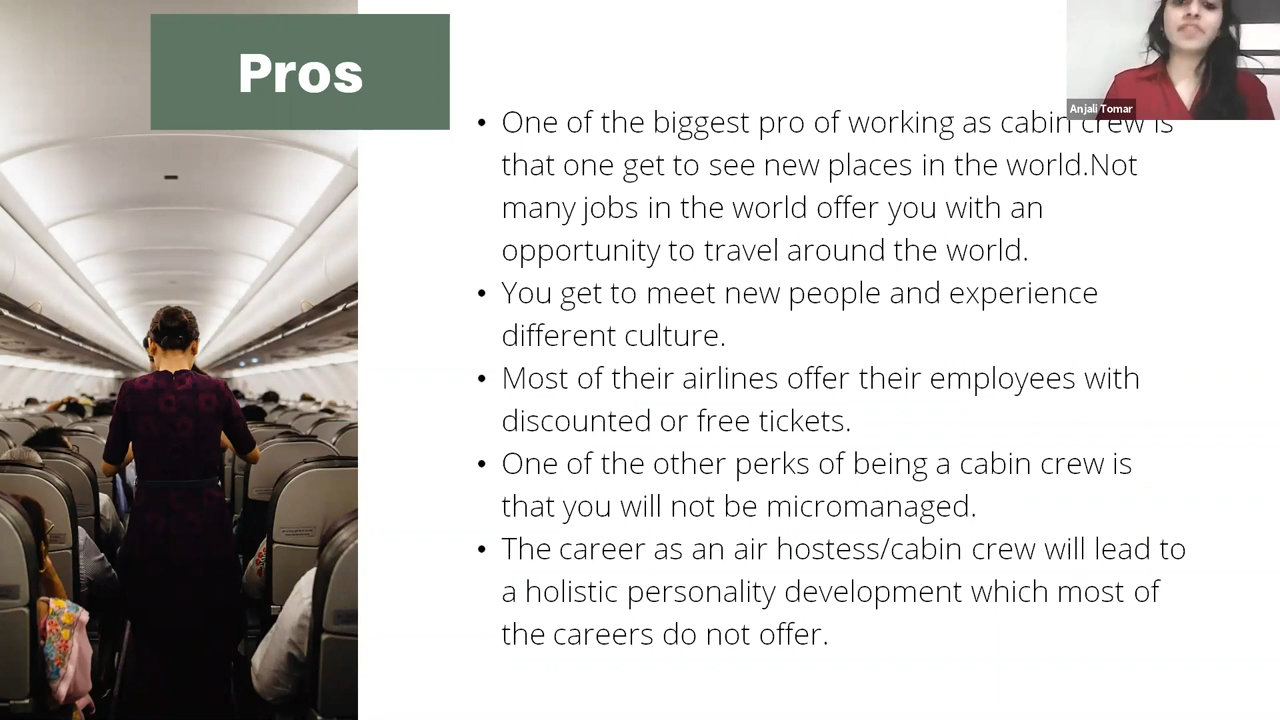 Pros
Anjali Tomar
One of the biggest pro of working as cabin crew is
that one get to see new places in the world.Not
many jobs in the world offer you with an
opportunity to travel around the world.
You get to meet new people and experience
different culture.
Most of their airlines offer their employees with
discounted or free tickets.
One of the other perks of being a cabin crew is
that you will not be micromanaged.
The career as an air hostess/cabin crew will lead to
a holistic personality development which most of
the careers do not offer.